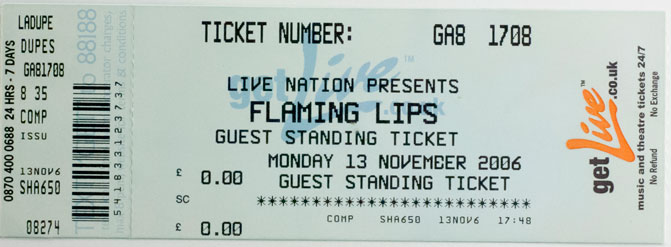 0870 400 0688 24 HRS - 7 DAYS
LADUPE
DUPES
GA81708
8 35
COMP
ISSU
13NOV6
SHA650
08274
88188
541833123737
TICKET NUMBER: GA8 1708
LIVE NATION PRESENTS
FLAMING LIPS
GUEST STANDING TICKET
MONDAY 13 NOVEMBER 2006
£ 0.00 GUEST STANDING TICKET
SC ******************************
£ 0.00 COMP SHA650 13NOV6 17:48
getLive.co.uk™
music and theatre tickets 24/7
No Refund No Exchange